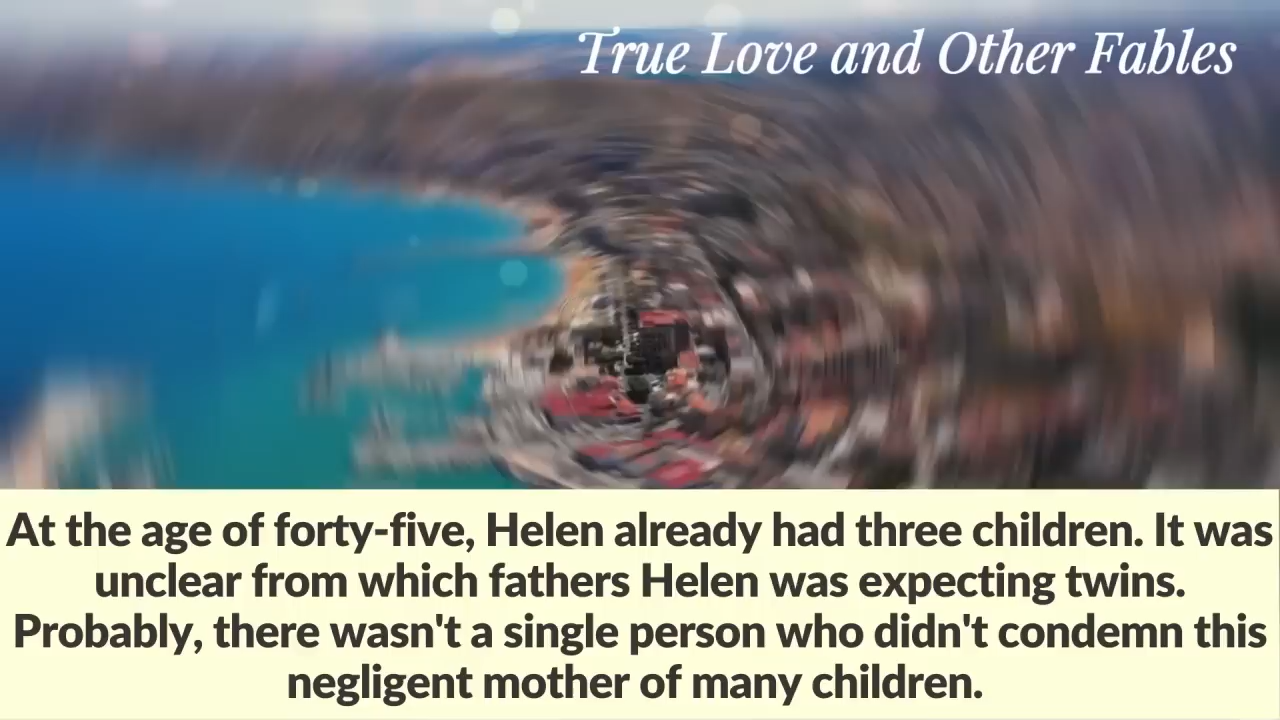 True Love and Other Fables
At the age of forty-five, Helen already had three children. It was
unclear from which fathers Helen was expecting twins.
Probably, there wasn't a single person who didn't condemn this
negligent mother of many children.